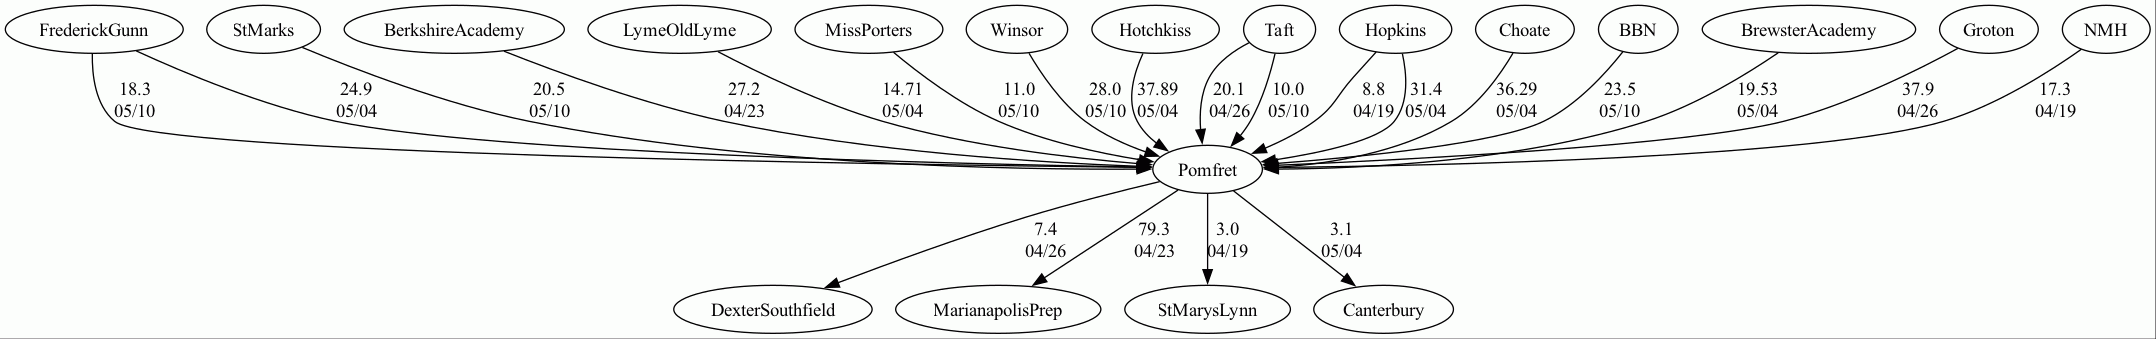 FrederickGunn
StMarks
BerkshireAcademy
LymeOldLyme
MissPorters
Winsor
Hotchkiss
Taft
Hopkins
Choate
BBN
BrewsterAcademy
Groton
NMH
18.3
05/10
24.9
05/04
20.5
05/10
27.2
04/23
14.71
05/04
11.0
05/10
28.0
05/10
37.89
05/04
20.1
04/26
10.0
05/10
8.8
04/19
31.4
05/04
36.29
05/04
23.5
05/10
19.53
05/04
37.9
04/26
17.3
04/19
Pomfret
7.4
04/26
79.3
04/23
3.0
04/19
3.1
05/04
DexterSouthfield
MarianapolisPrep
StMarysLynn
Canterbury